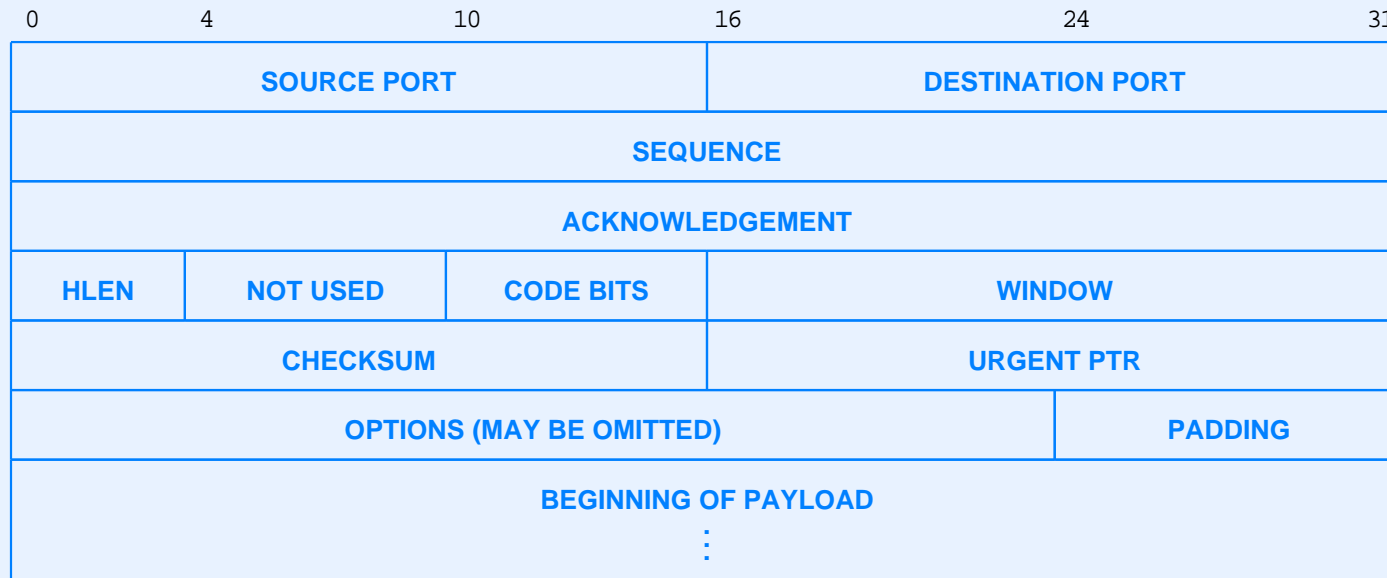 0 4 10 16 24 31
SOURCE PORT DESTINATION PORT
SEQUENCE
ACKNOWLEDGEMENT
HLEN NOT USED CODE BITS WINDOW
CHECKSUM URGENT PTR
OPTIONS (MAY BE OMITTED) PADDING
BEGINNING OF PAYLOAD